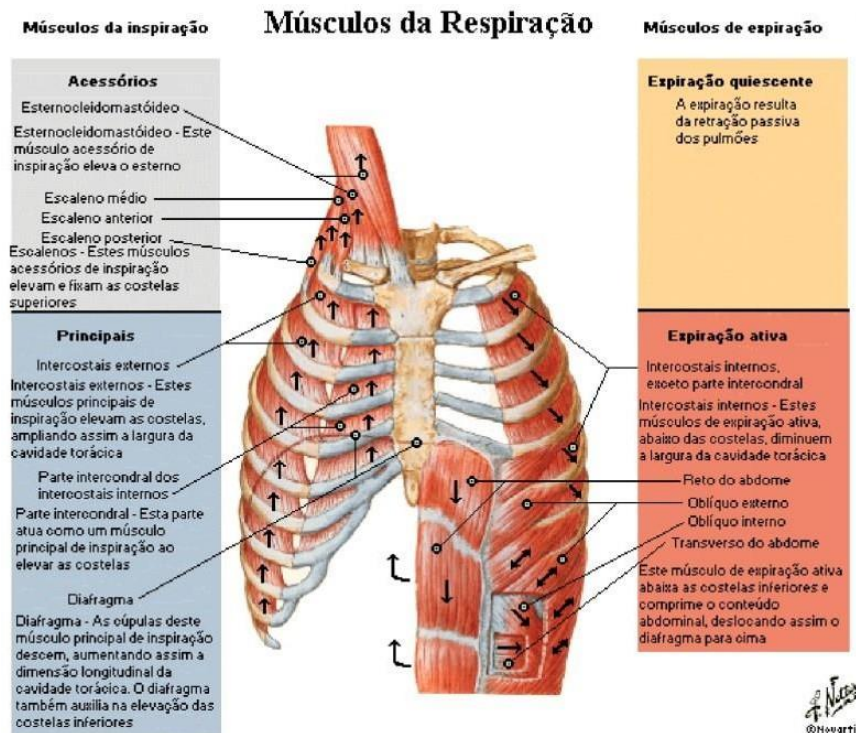 Músculos da inspiração
Músculos da Respiração
Músculos de expiração
Acessórios
Esternocleidomastóideo
Esternocleidomastóideo - Este
músculo acessório de
inspiração eleva o esterno
Escaleno médio
Escaleno anterior
Escaleno posterior
Escalenos - Estes músculos
acessórios de inspiração
elevam e fixam as costelas
superiores
Principais
Intercostais externos
Intercostais externos - Estes
músculos principais de
inspiração elevam as costelas,
ampliando assim a largura da
cavidade torácica
Parte intercondral dos
intercostais internos
Parte intercondral - Esta parte
atua como um músculo
principal de inspiração ao
elevar as costelas
Diafragma
Diafragma - As cúpulas deste
músculo principal de inspiração
descem, aumentando assim a
dimensão longitudinal da
cavidade torácica. O diafragma
também auxilia na elevação das
costelas inferiores
Expiração quiescente
A expiração resulta
da retração passiva
dos pulmões
Expiração ativa
Intercostais internos,
exceto parte intercondral
Intercostais internos - Estes
músculos de expiração ativa,
abaixo das costelas, diminuem
a largura da cavidade torácica
Reto do abdome
Oblíquo externo
Oblíquo interno
Transverso do abdome
Este músculo de expiração ativa
abaixa as costelas inferiores e
comprime o conteúdo
abdominal, deslocando assim o
diafragma para cima